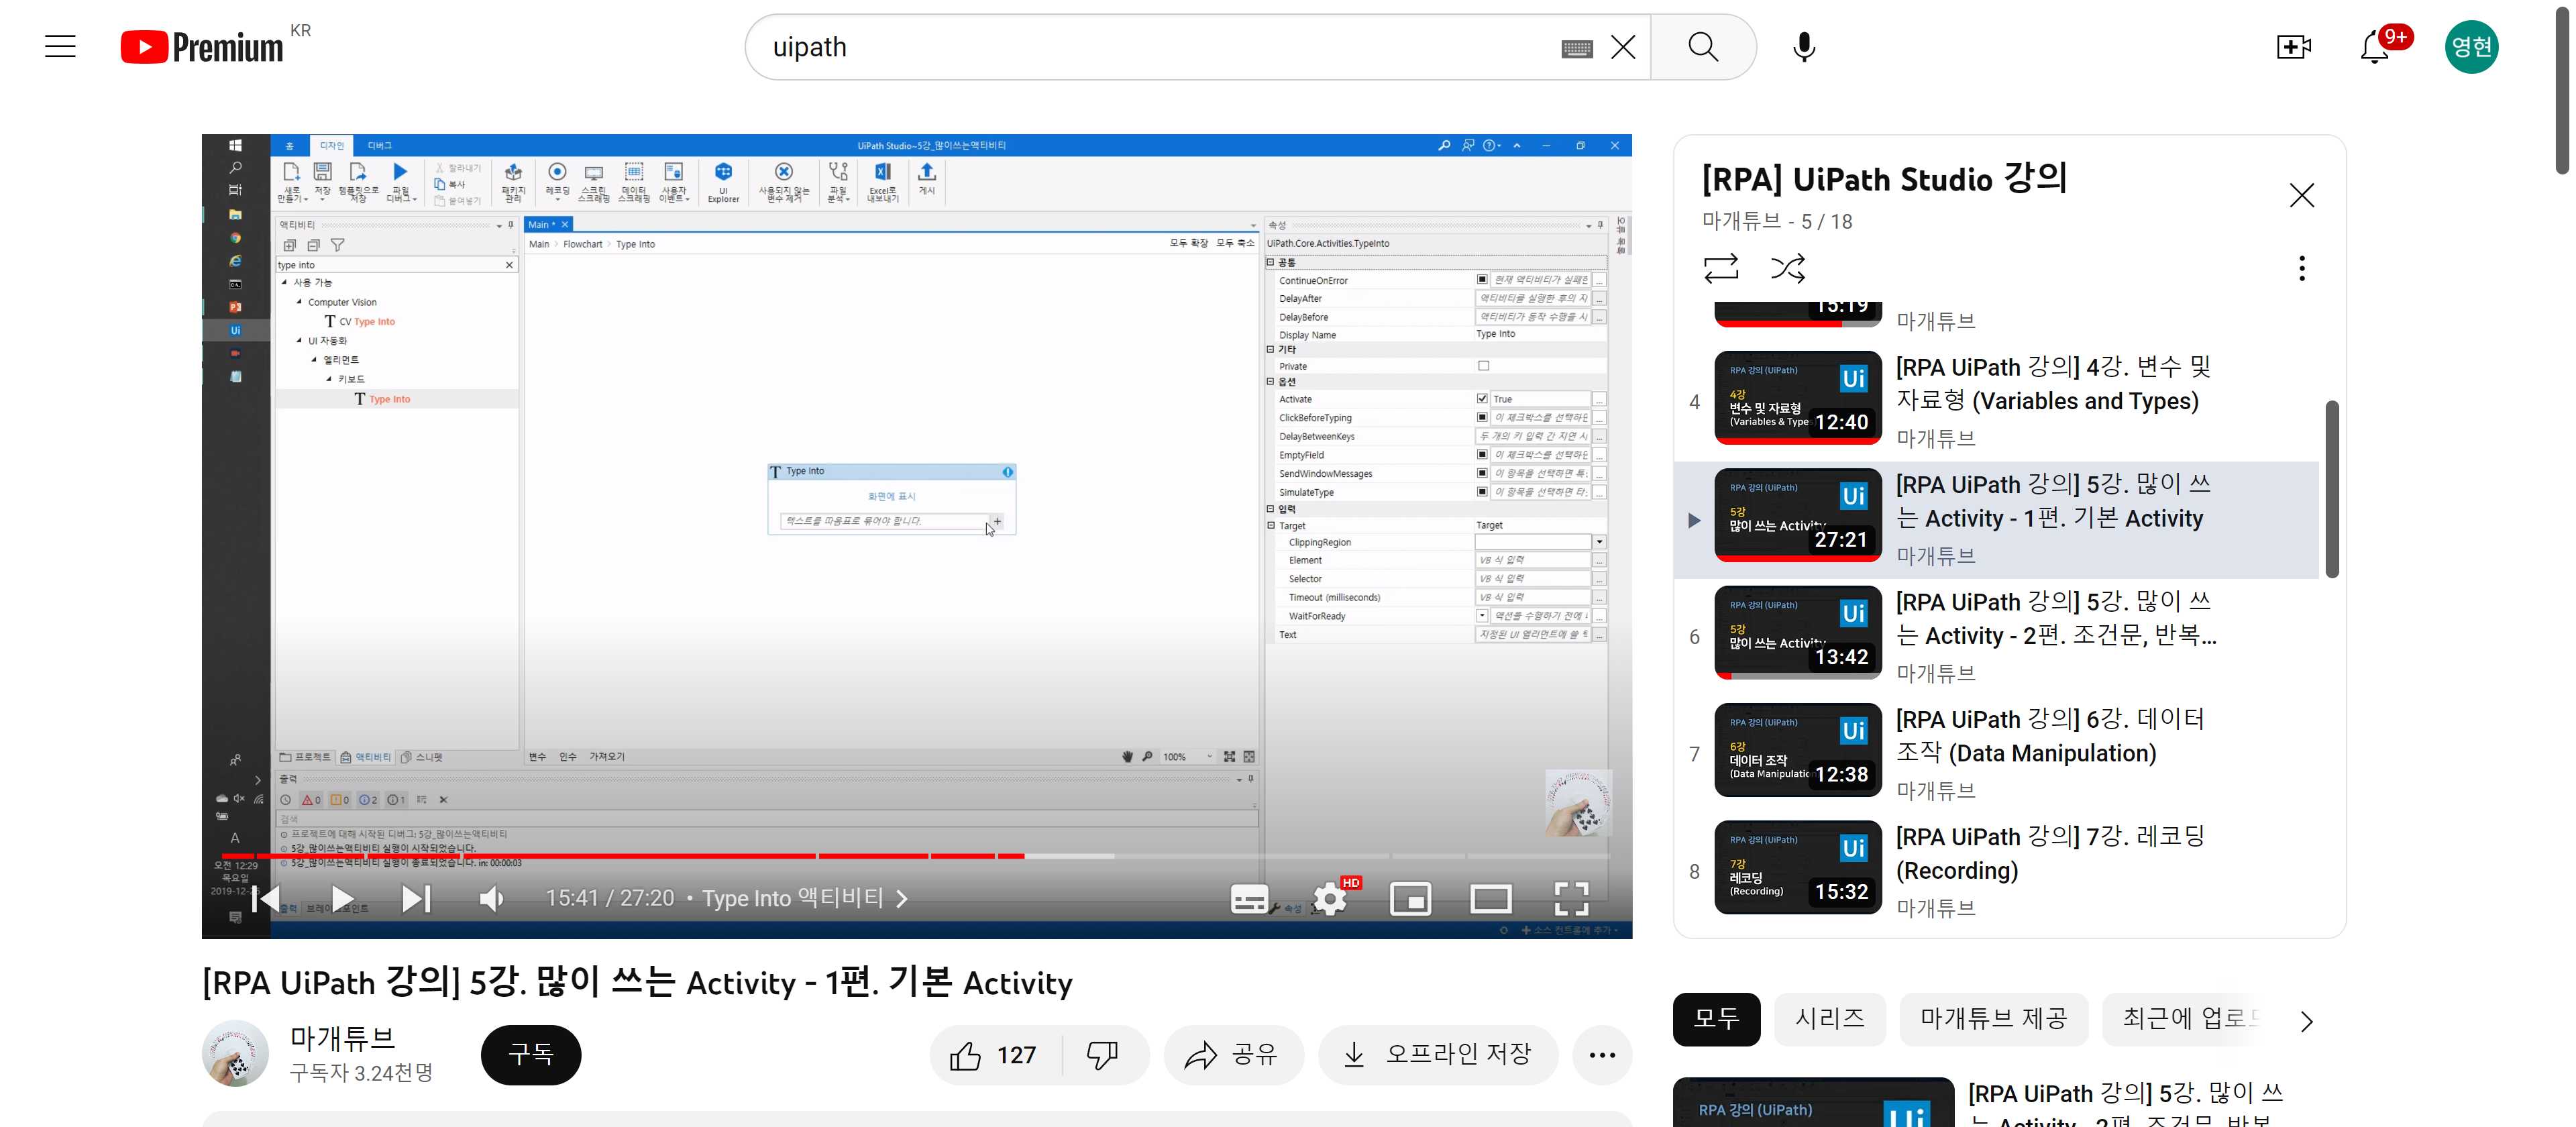 Premium KR
uipath
9+
영현
홈 디자인 디버그
UiPath Studio-5강_많이쓰는액티비티
새로 만들기
저장
템플릿으로 저장
파일 디버그
잘라내기
복사
붙여넣기
패키지 관리
레코딩
스크린 스크래핑
데이터 스크래핑
사용자 이벤트
UI Explorer
사용되지 않는 변수 제거
파일 분석
Excel로 내보내기
게시
액티비티
type into
사용 가능
Computer Vision
CV Type Into
UI 자동화
엘리먼트
키보드
Type Into
프로젝트 액티비티 스니펫
Main *
Main > Flowchart > Type Into
모두 확장 모두 축소
Type Into
화면에 표시
텍스트를 따옴표로 묶어야 합니다.
변수 인수 가져오기
100%
속성
UiPath.Core.Activities.TypeInto
공통
ContinueOnError 현재 액티비티가 실패한
DelayAfter 액티비티를 실행한 후의 지
DelayBefore 액티비티가 동작 수행을 시
Display Name Type Into
기타
Private
옵션
Activate True
ClickBeforeTyping 이 체크박스를 선택하면
DelayBetweenKeys 두 개의 키 입력 간 지연 시
EmptyField 이 체크박스를 선택하면
SendWindowMessages 이 항목을 선택하면 특
SimulateType 이 항목을 선택하면 타
입력
Target Target
ClippingRegion
Element VB 식 입력
Selector VB 식 입력
Timeout (milliseconds) VB 식 입력
WaitForReady 액션을 수행하기 전에
Text 지정된 UI 엘리먼트에 쓸 텍
오류 목록
출력
0 0 2 1
검색
프로젝트에 대해 시작된 디버그: 5강_많이쓰는액티비티
5강_많이쓰는액티비티 실행이 시작되었습니다.
5강_많이쓰는액티비티 실행이 종료되었습니다. in: 00:00:03
A
오전 12:29
목요일
2019-12-26
출력
속성
소스 컨트롤에 추가
15:41 / 27:20 • Type Into 액티비티
HD
[RPA UiPath 강의] 5강. 많이 쓰는 Activity - 1편. 기본 Activity
마개튜브
구독자 3.24천명
구독
127
공유
오프라인 저장
[RPA] UiPath Studio 강의
마개튜브 - 5 / 18
15:19
마개튜브
4
RPA 강의 (UiPath)
Ui
4강
변수 및 자료형
(Variables & Types
12:40
[RPA UiPath 강의] 4강. 변수 및
자료형 (Variables and Types)
마개튜브
RPA 강의 (UiPath)
Ui
5강
많이 쓰는 Activity
27:21
[RPA UiPath 강의] 5강. 많이 쓰
는 Activity - 1편. 기본 Activity
마개튜브
6
RPA 강의 (UiPath)
Ui
5강
많이 쓰는 Activity
13:42
[RPA UiPath 강의] 5강. 많이 쓰
는 Activity - 2편. 조건문, 반복...
마개튜브
7
RPA 강의 (UiPath)
Ui
6강
데이터 조작
(Data Manipulation
12:38
[RPA UiPath 강의] 6강. 데이터
조작 (Data Manipulation)
마개튜브
8
RPA 강의 (UiPath)
Ui
7강
레코딩
(Recording)
15:32
[RPA UiPath 강의] 7강. 레코딩
(Recording)
마개튜브
모두 시리즈 마개튜브 제공 최근에 업로드
RPA 강의 (UiPath)
Ui
[RPA UiPath 강의] 5강. 많이 쓰
는 Activity - 2편. 조건문, 반복